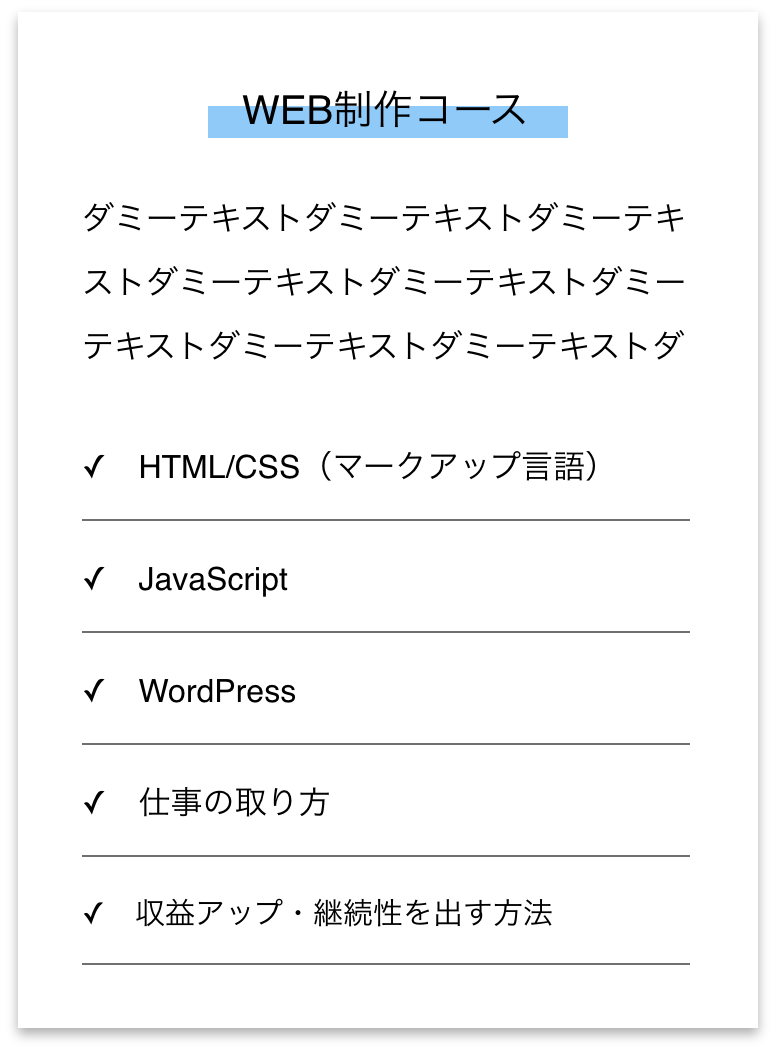 WEB制作コース
ダミーテキストダミーテキストダミーテキ
ストダミーテキストダミーテキストダミー
テキストダミーテキストダミーテキストダ
✓ HTML/CSS（マークアップ言語）
✓ JavaScript
✓ WordPress
✓ 仕事の取り方
✓ 収益アップ・継続性を出す方法